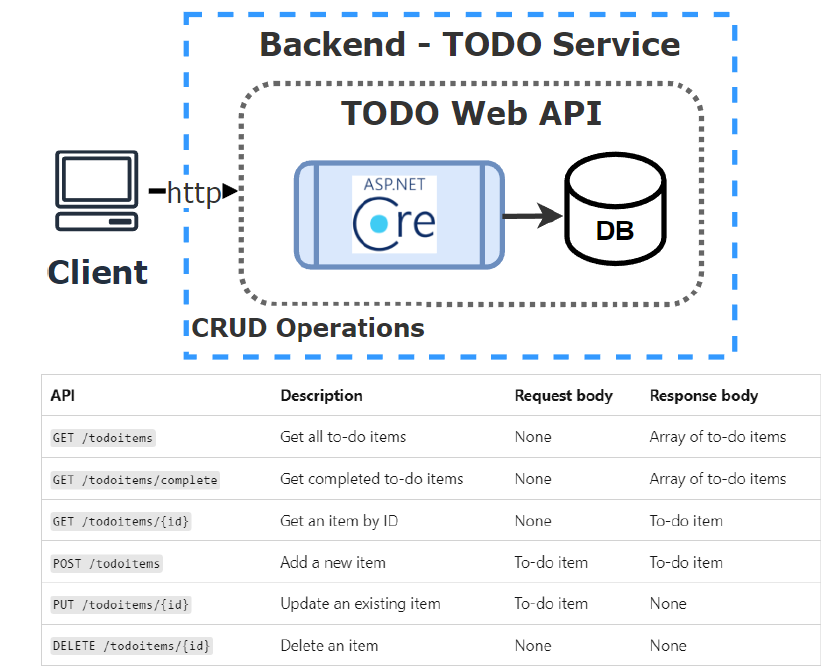 Backend - TODO Service
TODO Web API
ASP.NET
Core
http
DB
Client
CRUD Operations
API Description Request body Response body
GET /todoitems Get all to-do items None Array of to-do items
GET /todoitems/complete Get completed to-do items None Array of to-do items
GET /todoitems/{id} Get an item by ID None To-do item
POST /todoitems Add a new item To-do item To-do item
PUT /todoitems/{id} Update an existing item To-do item None
DELETE /todoitems/{id} Delete an item None None